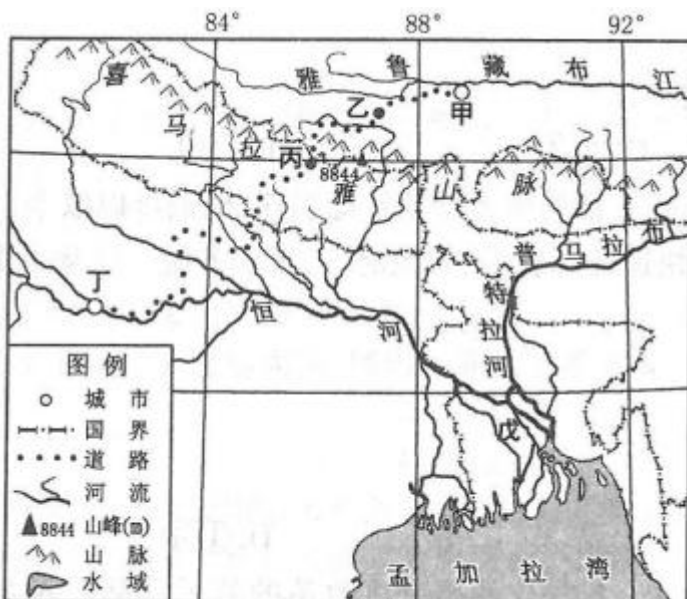 84° 88° 92°
雅鲁藏布江
喜马拉雅山脉
乙
甲
丙
8844
普马拉布
特拉河
丁
恒河
戊
图例
城市
国界
道路
河流
8844 山峰(m)
山脉
水域
孟加拉湾